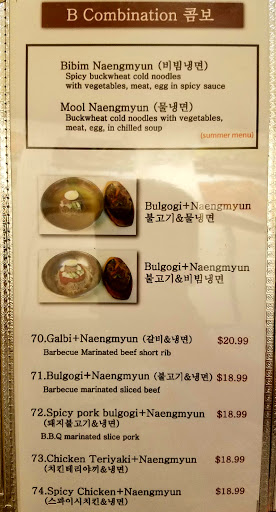 B Combination 콤보
Bibim Naengmyun (비빔냉면)
Spicy buckwheat cold noodles
with vegetables, meat, egg in spicy sauce
Mool Naengmyun (물냉면)
Buckwheat cold noodles with vegetables,
meat, egg, in chilled soup
(summer menu)
Bulgogi+Naengmyun
불고기&물냉면
Bulgogi+Naengmyun
불고기&비빔냉면
70.Galbi+Naengmyun (갈비&냉면) $20.99
Barbecue Marinated beef short rib
71.Bulgogi+Naengmyun (불고기&냉면) $18.99
Barbecue marinated sliced beef
72.Spicy pork bulgogi+Naengmyun $18.99
(돼지불고기&냉면)
B.B.Q marinated slice pork
73.Chicken Teriyaki+Naengmyun $18.99
(치킨테리야끼&냉면)
74.Spicy Chicken+Naengmyun $18.99
(스파이시치킨&냉면)